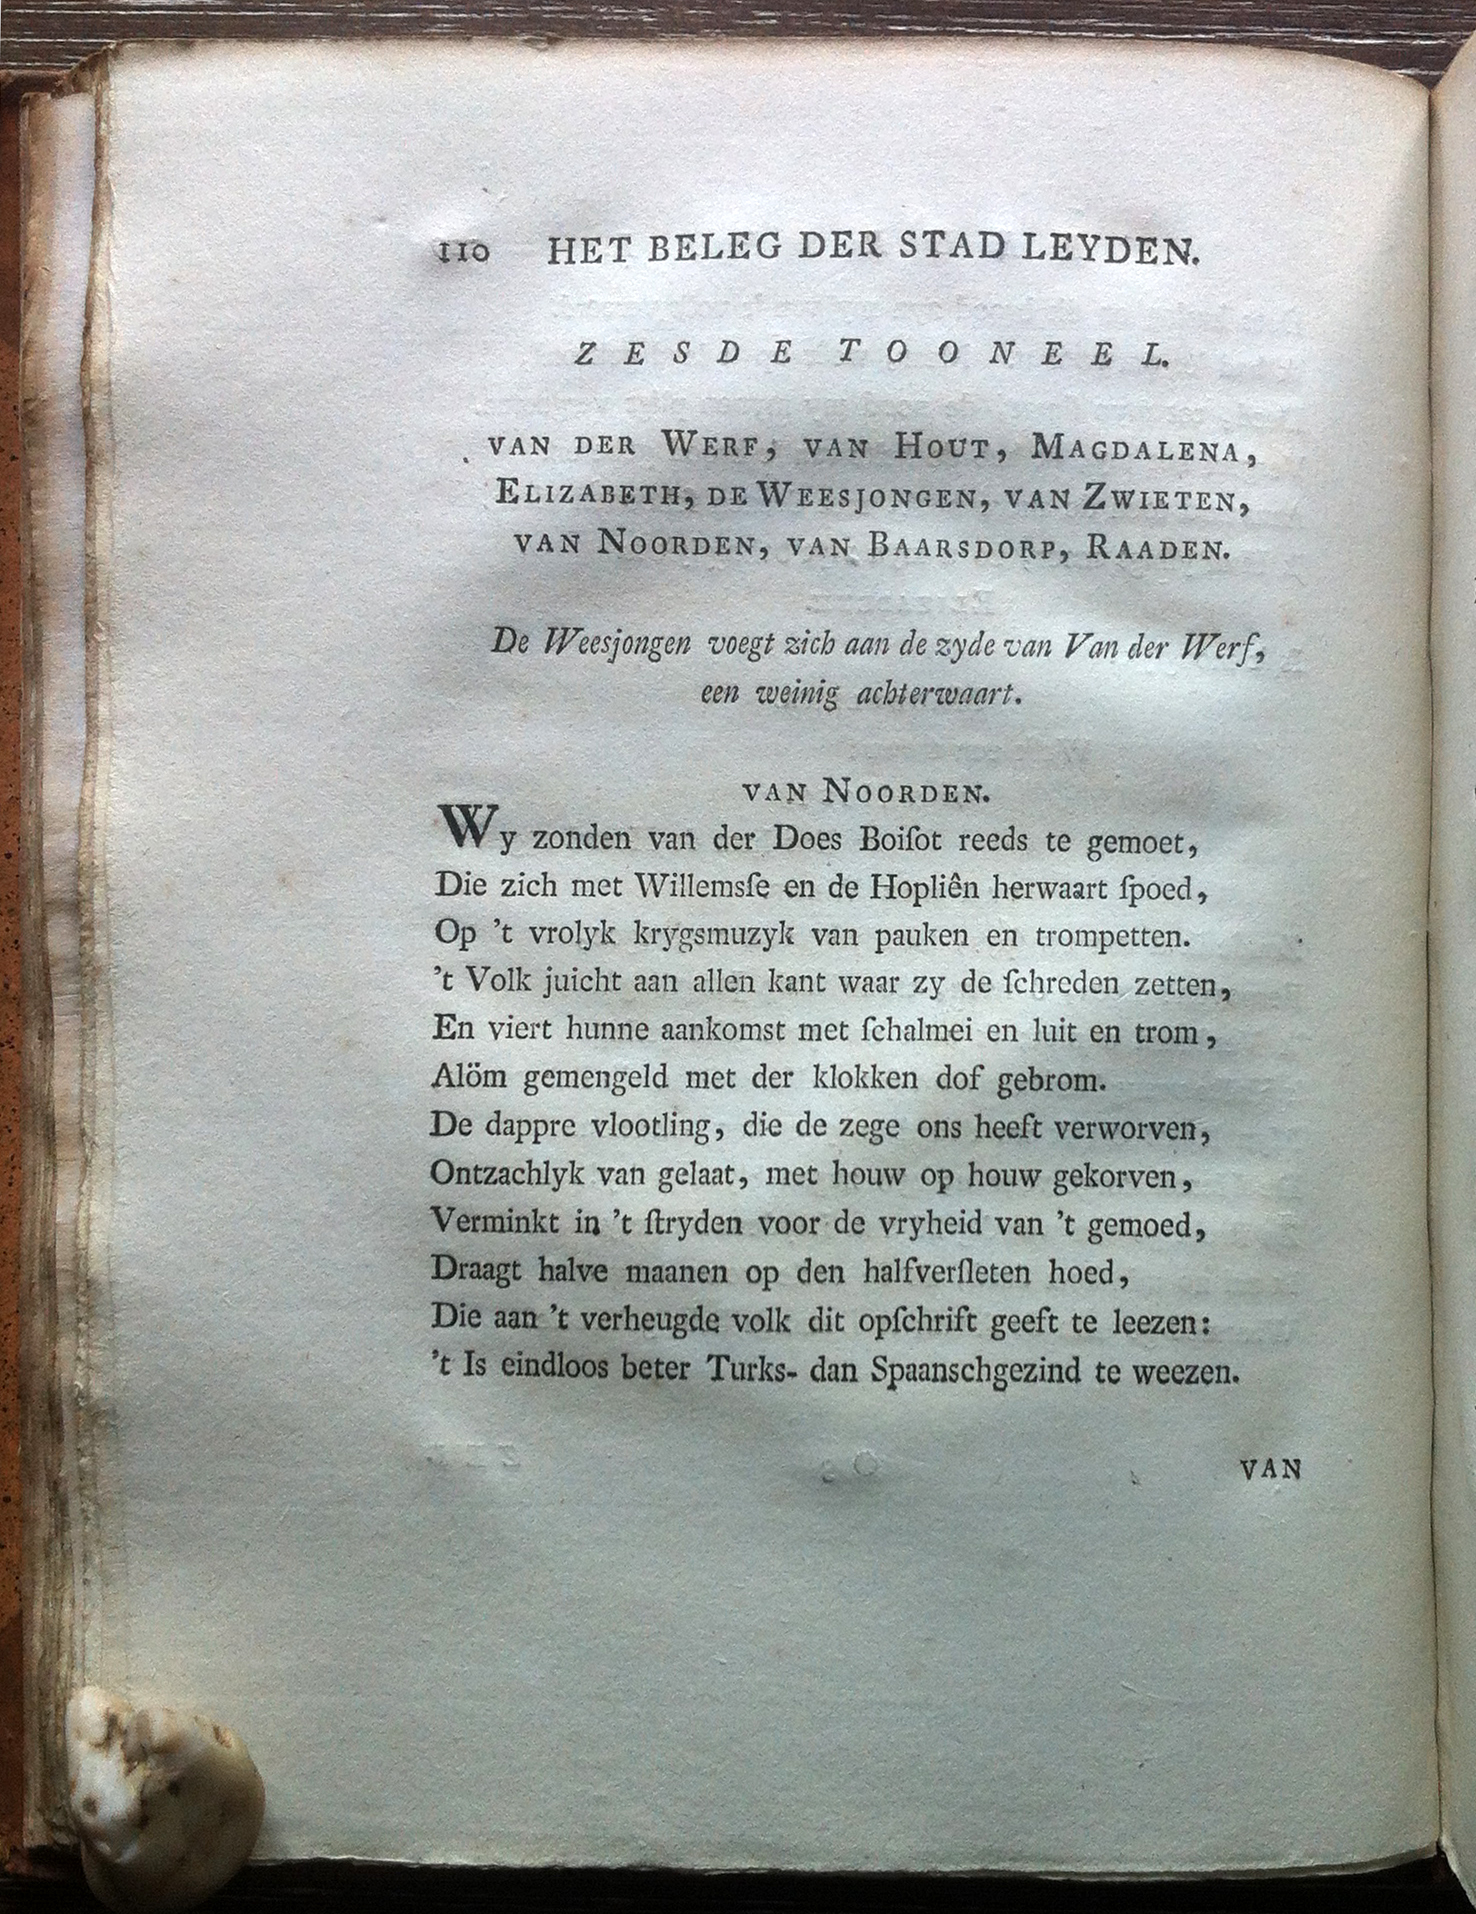 110 HET BELEG DER STAD LEYDEN.
ZESDE TOONEEL.
VAN DER WERF, VAN HOUT, MAGDALENA,
ELIZABETH, DE WEESJONGEN, VAN ZWIETEN,
VAN NOORDEN, VAN BAARSDORP, RAADEN.
De Weesjongen voegt zich aan de zyde van Van der Werf,
een weinig achterwaart.
VAN NOORDEN.
Wy zonden van der Does Boiſot reeds te gemoet,
Die zich met Willemsſe en de Hopliên herwaart ſpoed,
Op 't vrolyk krygsmuzyk van pauken en trompetten.
't Volk juicht aan allen kant waar zy de ſchreden zetten,
En viert hunne aankomst met ſchalmei en luit en trom,
Alöm gemengeld met der klokken dof gebrom.
De dappre vlootling, die de zege ons heeft verworven,
Ontzachlyk van gelaat, met houw op houw gekorven,
Verminkt in 't ſtryden voor de vryheid van 't gemoed,
Draagt halve maanen op den halfverſleten hoed,
Die aan 't verheugde volk dit opſchrift geeft te leezen:
't Is eindloos beter Turks- dan Spaanschgezind te weezen.
VAN